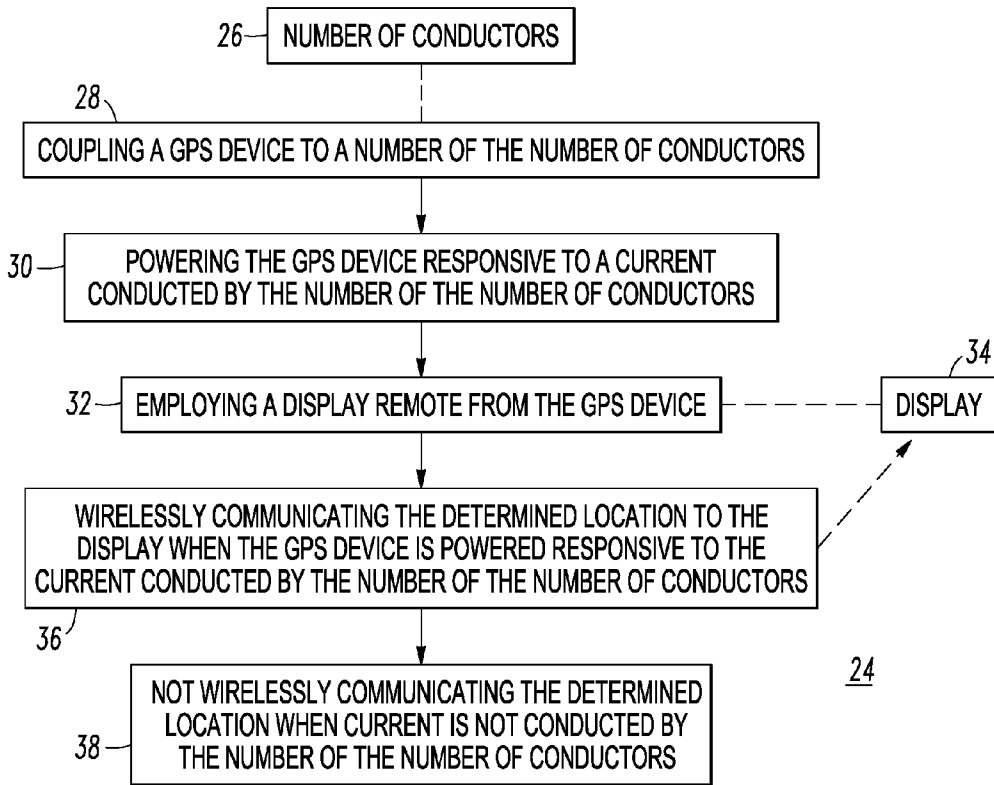 26
NUMBER OF CONDUCTORS
28
COUPLING A GPS DEVICE TO A NUMBER OF THE NUMBER OF CONDUCTORS
30
POWERING THE GPS DEVICE RESPONSIVE TO A CURRENT
CONDUCTED BY THE NUMBER OF THE NUMBER OF CONDUCTORS
32
EMPLOYING A DISPLAY REMOTE FROM THE GPS DEVICE
34
DISPLAY
WIRELESSLY COMMUNICATING THE DETERMINED LOCATION TO THE
DISPLAY WHEN THE GPS DEVICE IS POWERED RESPONSIVE TO THE
CURRENT CONDUCTED BY THE NUMBER OF THE NUMBER OF CONDUCTORS
36
24
NOT WIRELESSLY COMMUNICATING THE DETERMINED
LOCATION WHEN CURRENT IS NOT CONDUCTED BY
THE NUMBER OF THE NUMBER OF CONDUCTORS
38